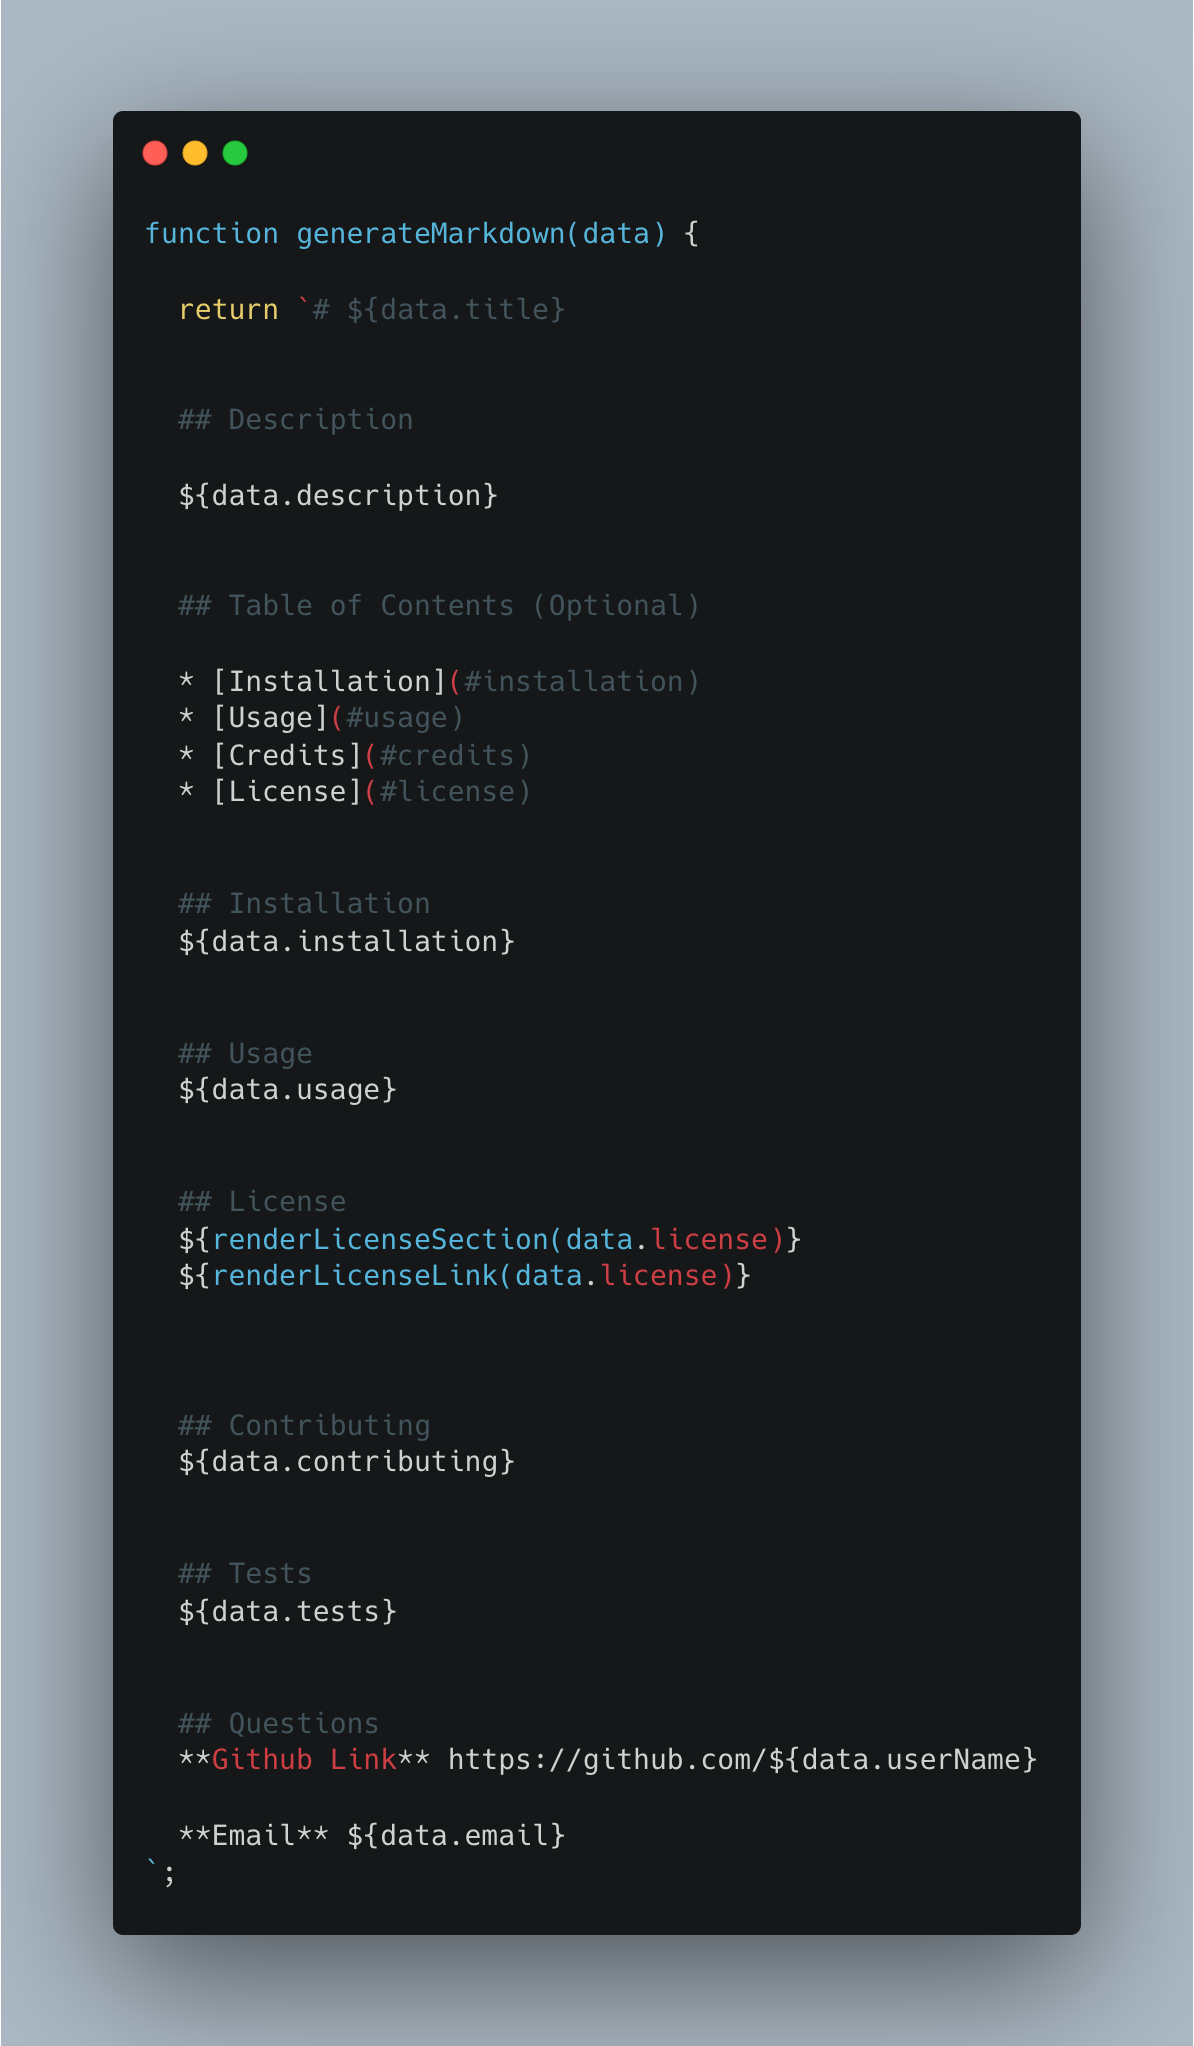 function generateMarkdown(data) {
return `# ${data.title}
## Description
${data.description}
## Table of Contents (Optional)
* [Installation](#installation)
* [Usage](#usage)
* [Credits](#credits)
* [License](#license)
## Installation
${data.installation}
## Usage
${data.usage}
## License
${renderLicenseSection(data.license)}
${renderLicenseLink(data.license)}
## Contributing
${data.contributing}
## Tests
${data.tests}
## Questions
**Github Link** https://github.com/${data.userName}
**Email** ${data.email}
`;